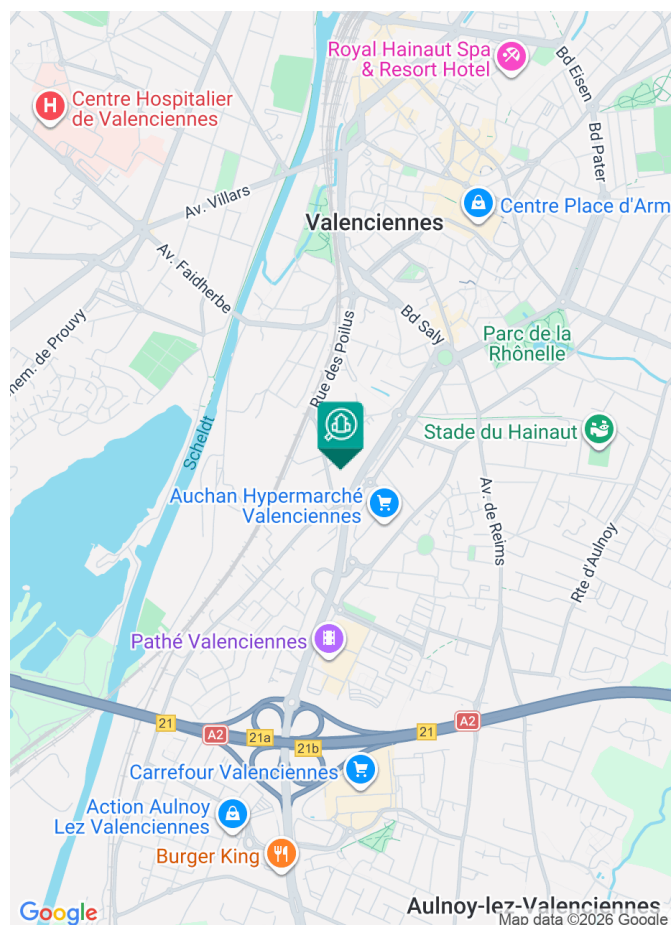 Royal Hainaut Spa
& Resort Hotel
Bd Eisen
H
Centre Hospitalier
de Valenciennes
Bd Pater
Av. Villars
Centre Place d'Arm
Valenciennes
Av. Faidherbe
Bd Saly
hem. de Prouvy
Rue des Poilus
Parc de la
Rhônelle
Scheldt
Stade du Hainaut
Auchan Hypermarché
Valenciennes
Av. de Reims
Rte d'Aulnoy
Pathé Valenciennes
21
A2
21a
21b
21
A2
Carrefour Valenciennes
Action Aulnoy
Lez Valenciennes
Burger King
Aulnoy-lez-Valenciennes
Google
Map data ©2026 Google